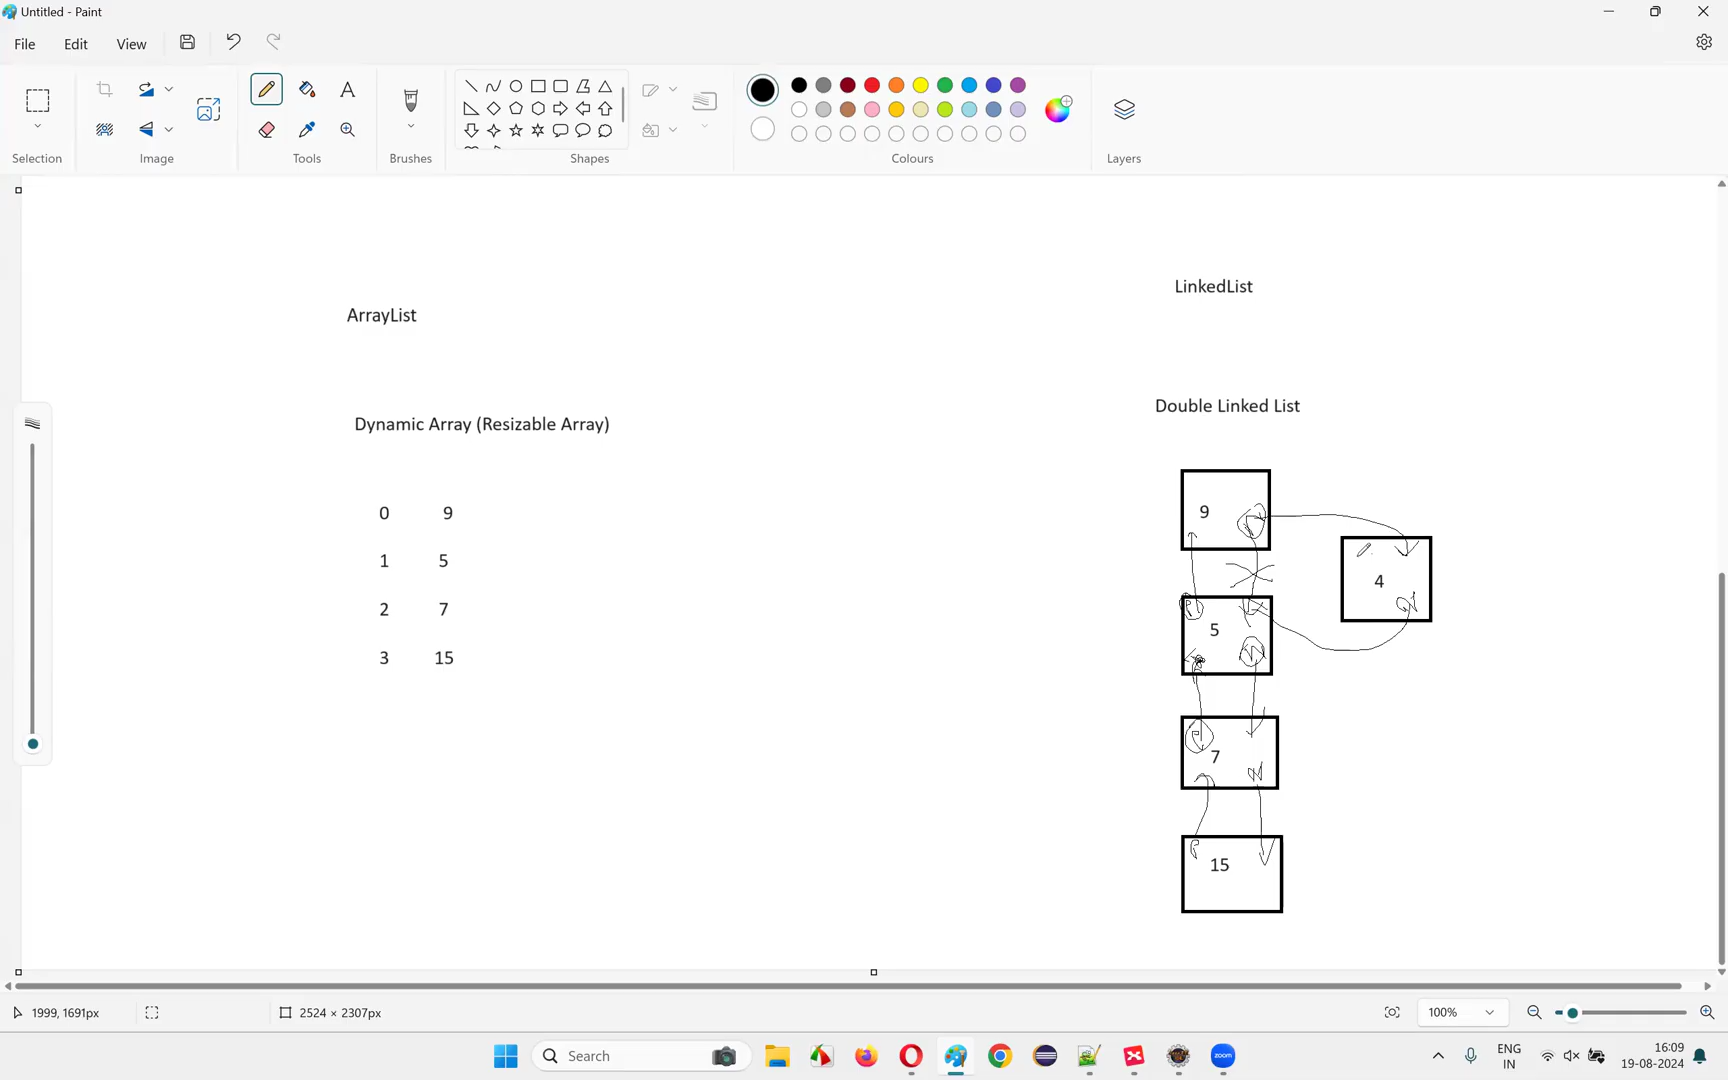 Untitled - Paint
File Edit View
Selection
Image
Tools
Brushes
Shapes
Colours
Layers
ArrayList
LinkedList
Dynamic Array (Resizable Array)
Double Linked List
0 9
1 5
2 7
3 15
9
4
5
7
15
1999, 1691px
2524 × 2307px
100%
Search
zoom
ENG
IN
16:09
19-08-2024